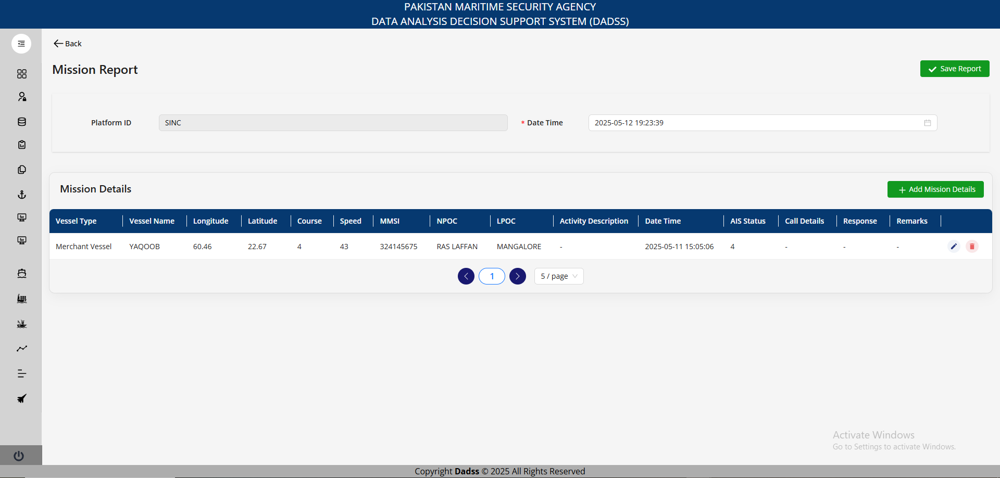 PAKISTAN MARITIME SECURITY AGENCY
DATA ANALYSIS DECISION SUPPORT SYSTEM (DADSS)
Back
Mission Report
Save Report
Platform ID SINC * Date Time 2025-05-12 19:23:39
Mission Details
Add Mission Details
Vessel Type Vessel Name Longitude Latitude Course Speed MMSI NPOC LPOC Activity Description Date Time AIS Status Call Details Response Remarks
Merchant Vessel YAQOOB 60.46 22.67 4 43 324145675 RAS LAFFAN MANGALORE - 2025-05-11 15:05:06 4 - - -
1 5 / page
Activate Windows
Go to Settings to activate Windows.
Copyright Dadss © 2025 All Rights Reserved